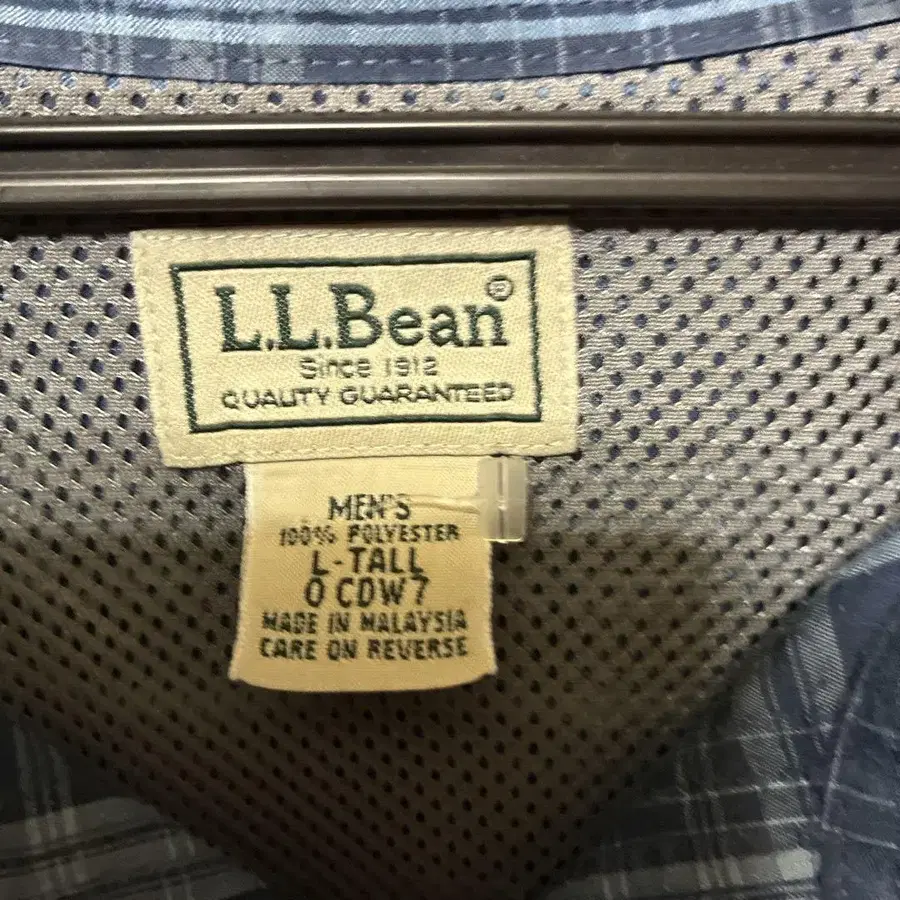 L.L.Bean®
Since 1912
QUALITY GUARANTEED
MEN'S
100% POLYESTER
L-TALL
0 CDW7
MADE IN MALAYSIA
CARE ON REVERSE